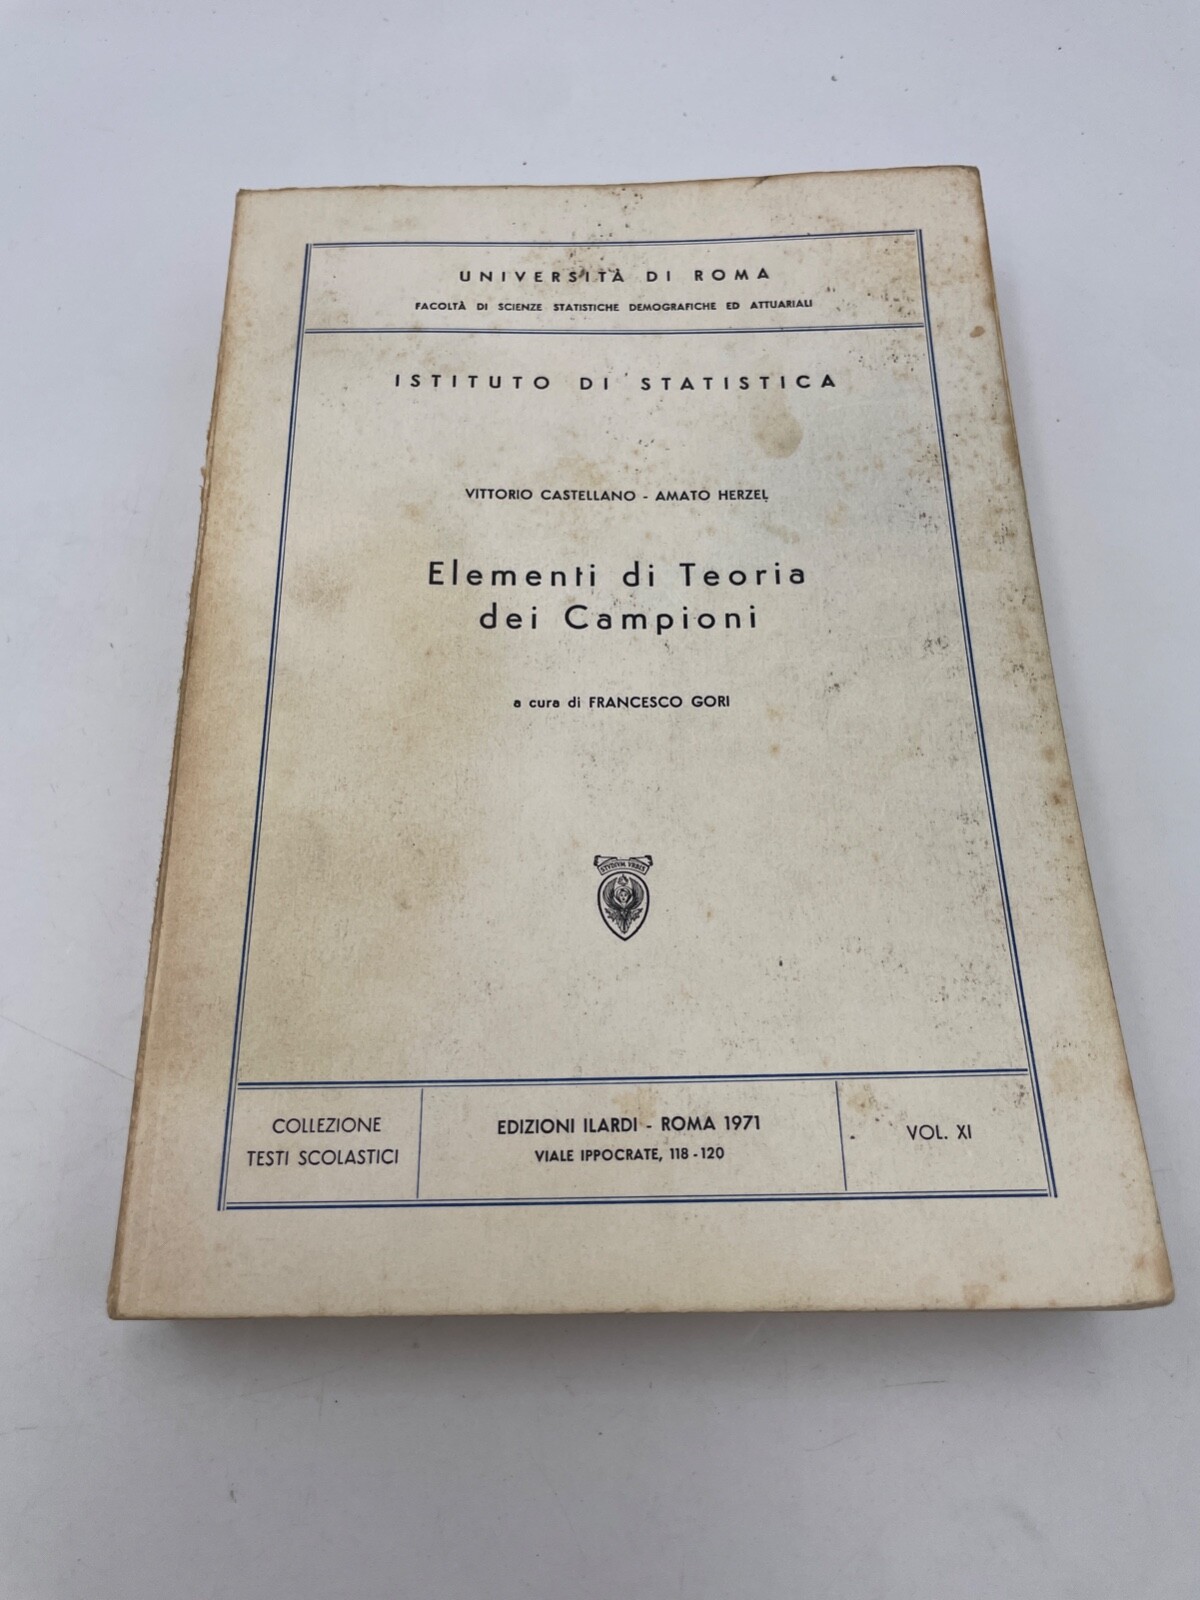 UNIVERSITÀ DI ROMA
FACOLTÀ DI SCIENZE STATISTICHE DEMOGRAFICHE ED ATTUARIALI
ISTITUTO DI STATISTICA
VITTORIO CASTELLANO - AMATO HERZEL
Elementi di Teoria
dei Campioni
a cura di FRANCESCO GORI
STVDIVM VRBIS
COLLEZIONE
TESTI SCOLASTICI
EDIZIONI ILARDI - ROMA 1971
VIALE IPPOCRATE, 118 - 120
VOL. XI